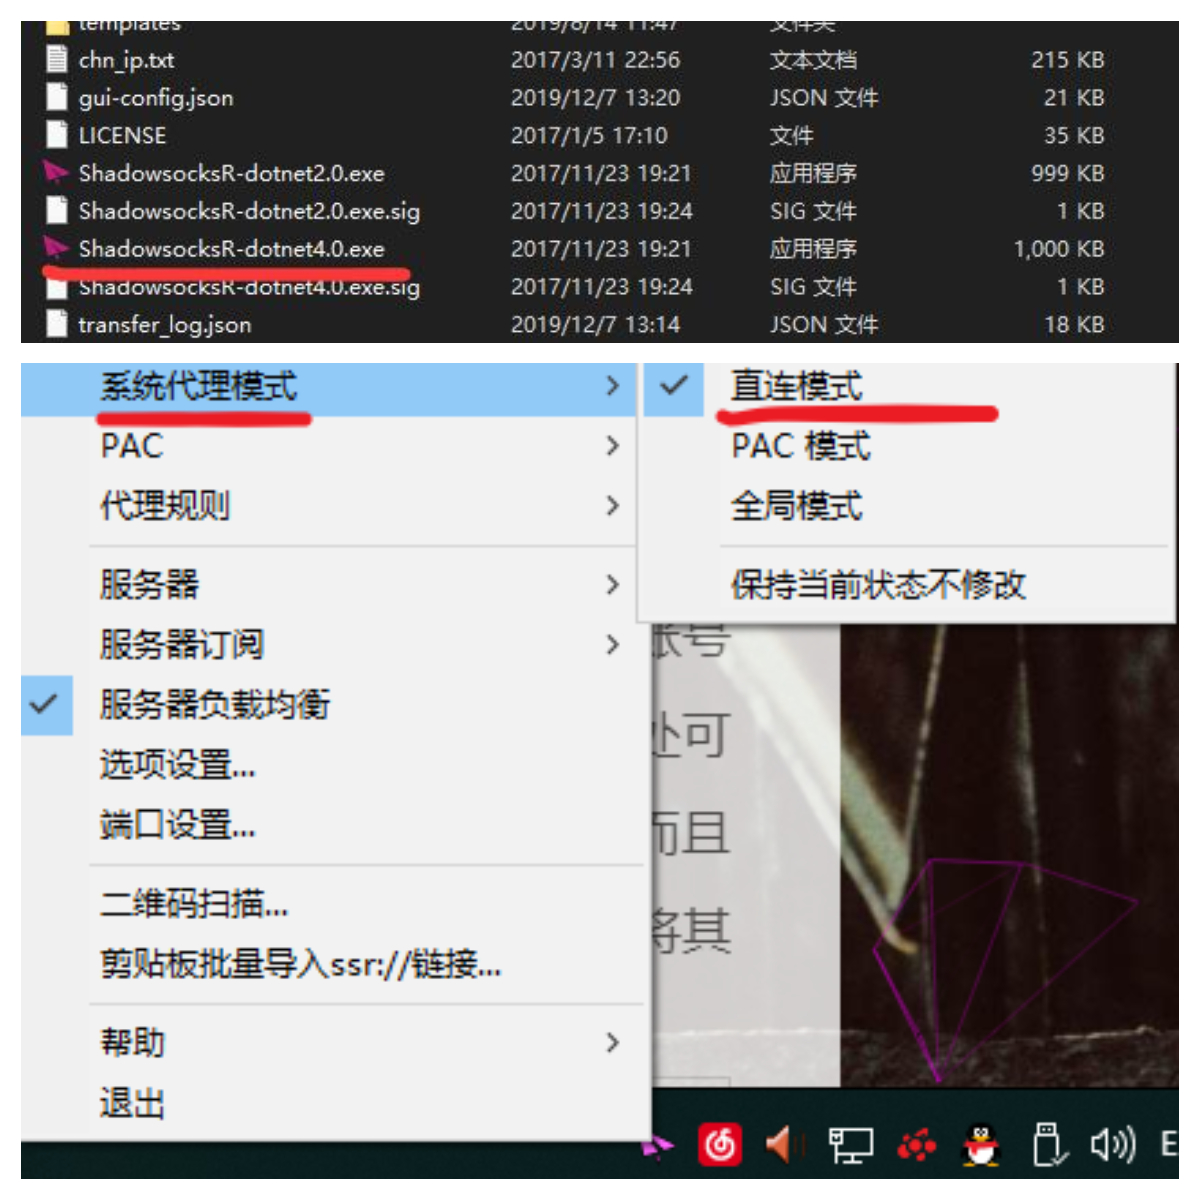 templates 2019/8/14 11:47 文件夹
chn_ip.txt 2017/3/11 22:56 文本文档 215 KB
gui-config.json 2019/12/7 13:20 JSON 文件 21 KB
LICENSE 2017/1/5 17:10 文件 35 KB
ShadowsocksR-dotnet2.0.exe 2017/11/23 19:21 应用程序 999 KB
ShadowsocksR-dotnet2.0.exe.sig 2017/11/23 19:24 SIG 文件 1 KB
ShadowsocksR-dotnet4.0.exe 2017/11/23 19:21 应用程序 1,000 KB
ShadowsocksR-dotnet4.0.exe.sig 2017/11/23 19:24 SIG 文件 1 KB
transfer_log.json 2019/12/7 13:14 JSON 文件 18 KB
系统代理模式
PAC
代理规则
服务器
服务器订阅
服务器负载均衡
选项设置...
端口设置...
二维码扫描...
剪贴板批量导入ssr://链接...
帮助
退出
直连模式
PAC 模式
全局模式
保持当前状态不修改
账号
处可
而且
将其
E